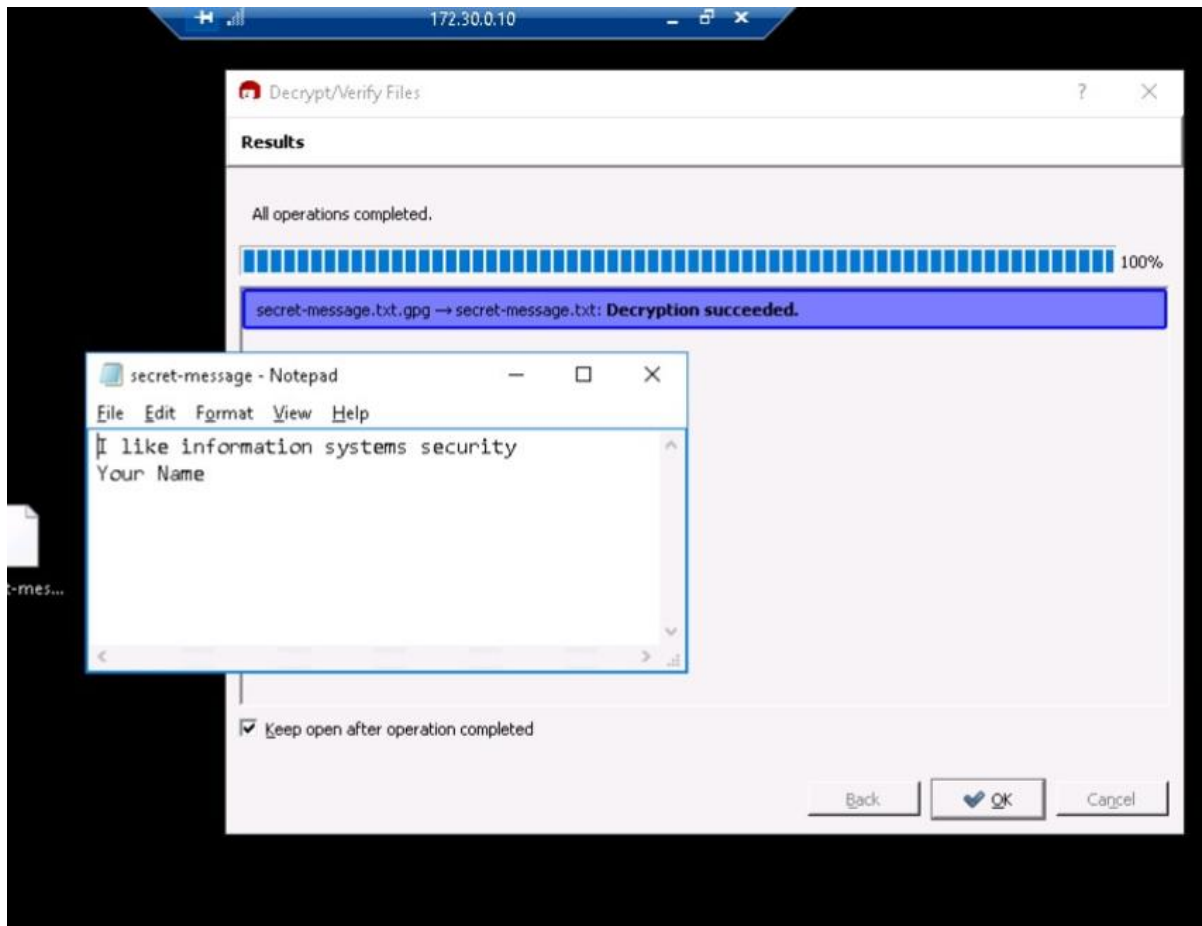 172.30.0.10
Decrypt/Verify Files
Results
All operations completed.
100%
secret-message.txt.gpg → secret-message.txt: Decryption succeeded.
secret-message - Notepad
File Edit Format View Help
I like information systems security
Your Name
t-mes...
Keep open after operation completed
Back OK Cancel